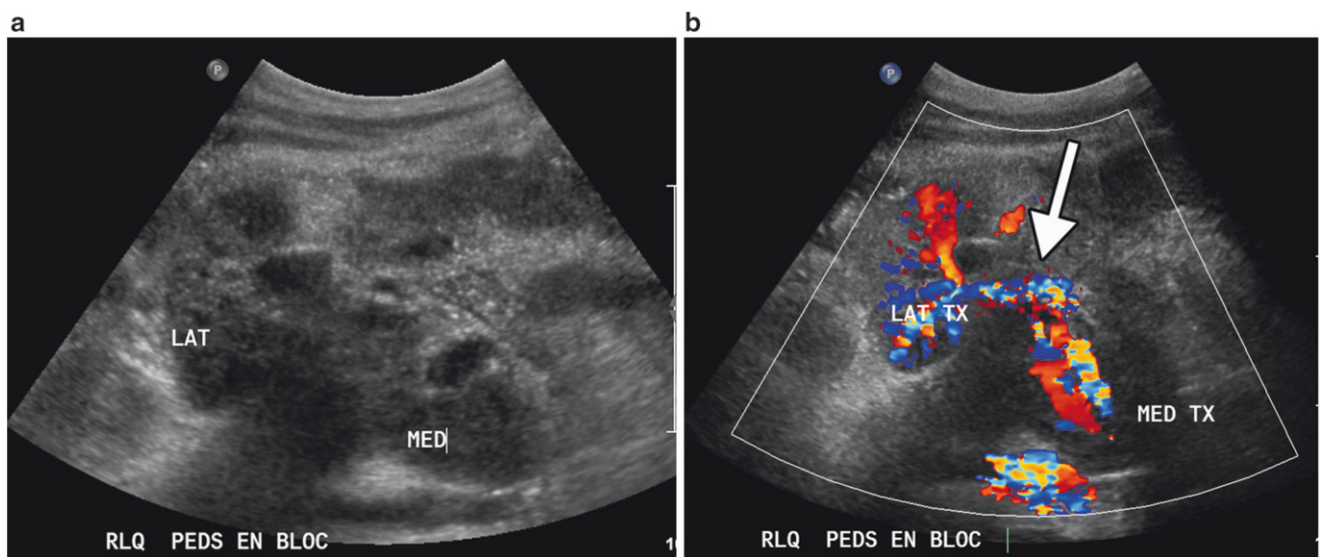 a
P
LAT
MED
RLQ PEDS EN BLOC
b
P
LAT TX
MED TX
RLQ PEDS EN BLOC